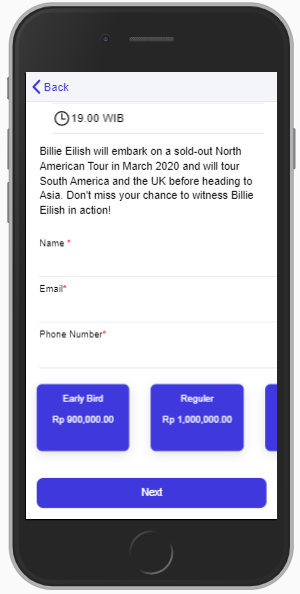 Back
19.00 WIB
Billie Eilish will embark on a sold-out North
American Tour in March 2020 and will tour
South America and the UK before heading to
Asia. Don't miss your chance to witness Billie
Eilish in action!
Name *
Email*
Phone Number*
Early Bird Reguler
Rp 900,000.00 Rp 1,000,000.00
Next